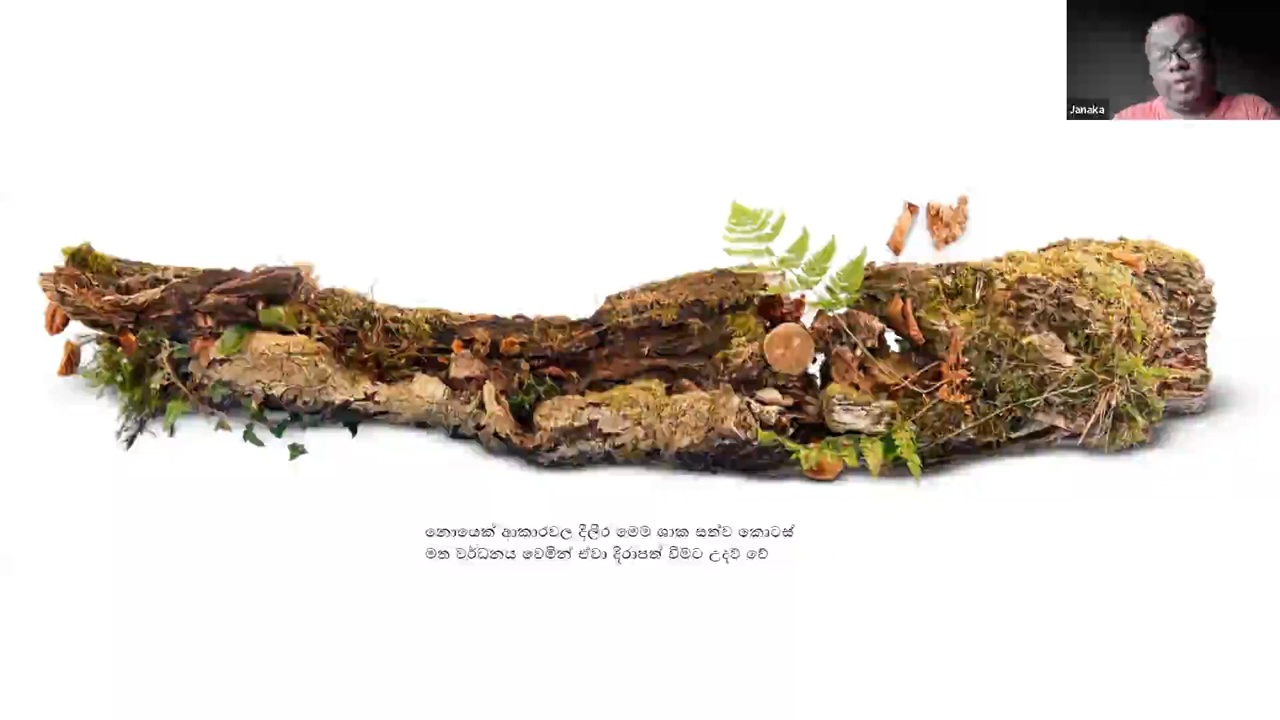 Janaka
නොයෙක් ආකාරවල දිලීර මෙම ශාක සත්ව කොටස්
මත වර්ධනය වෙමින් ඒවා දිරාපත් වීමට උදව් වේ